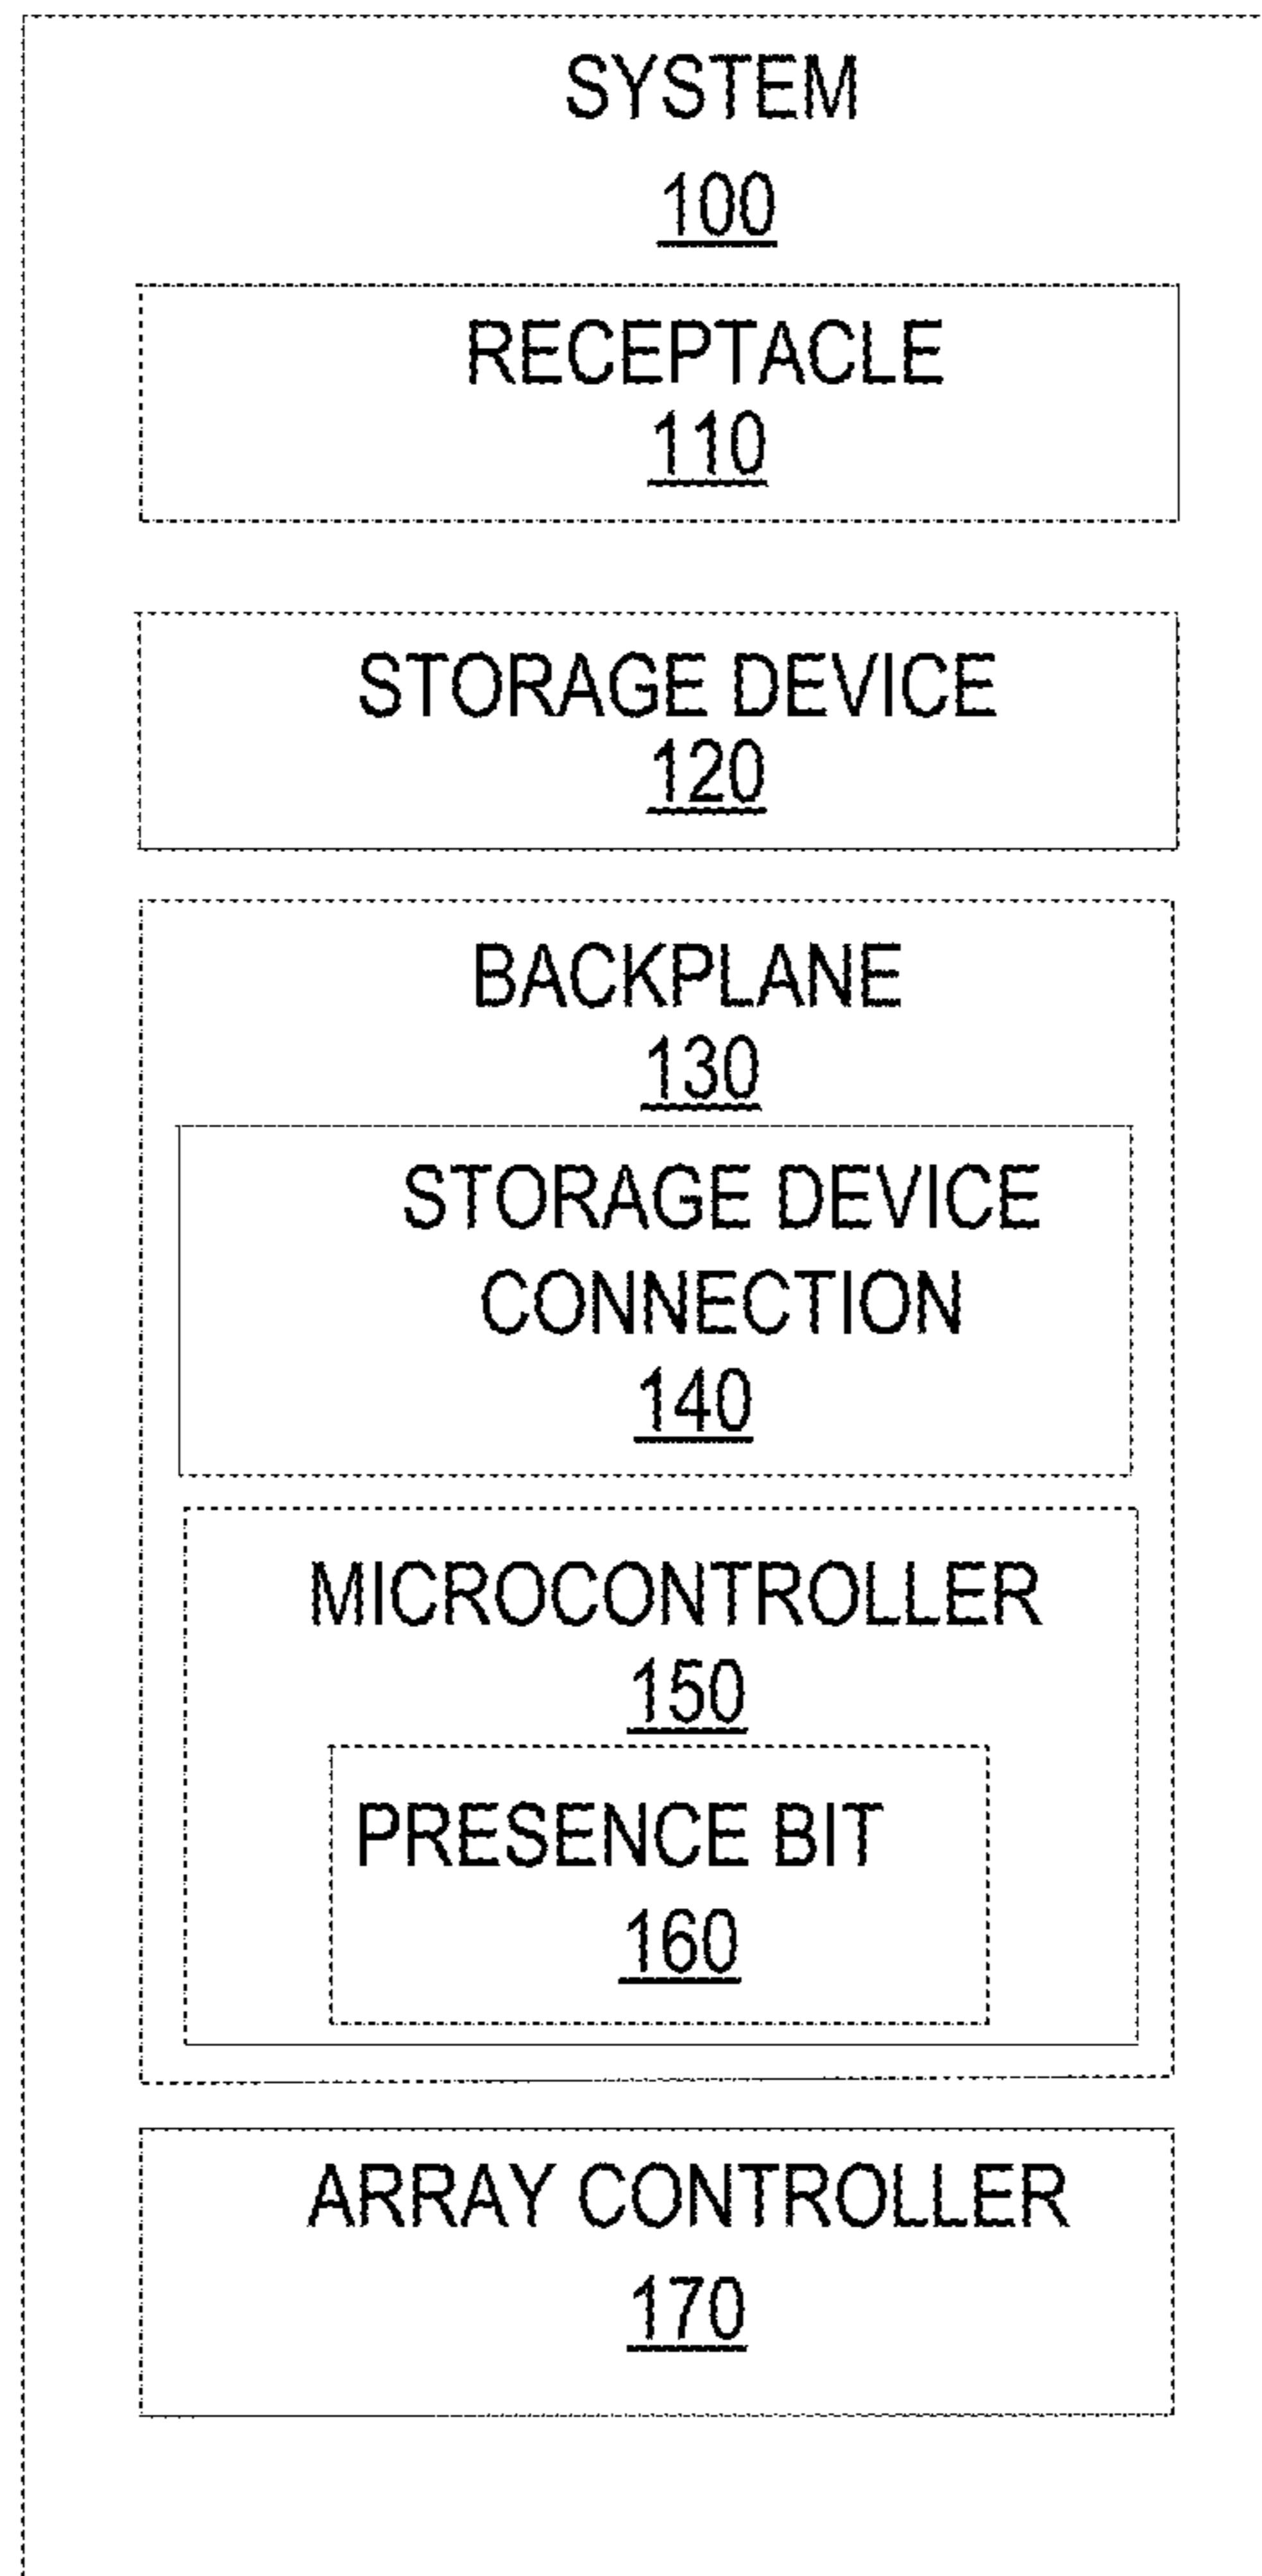 SYSTEM
100
RECEPTACLE
110
STORAGE DEVICE
120
BACKPLANE
130
STORAGE DEVICE
CONNECTION
140
MICROCONTROLLER
150
PRESENCE BIT
160
ARRAY CONTROLLER
170